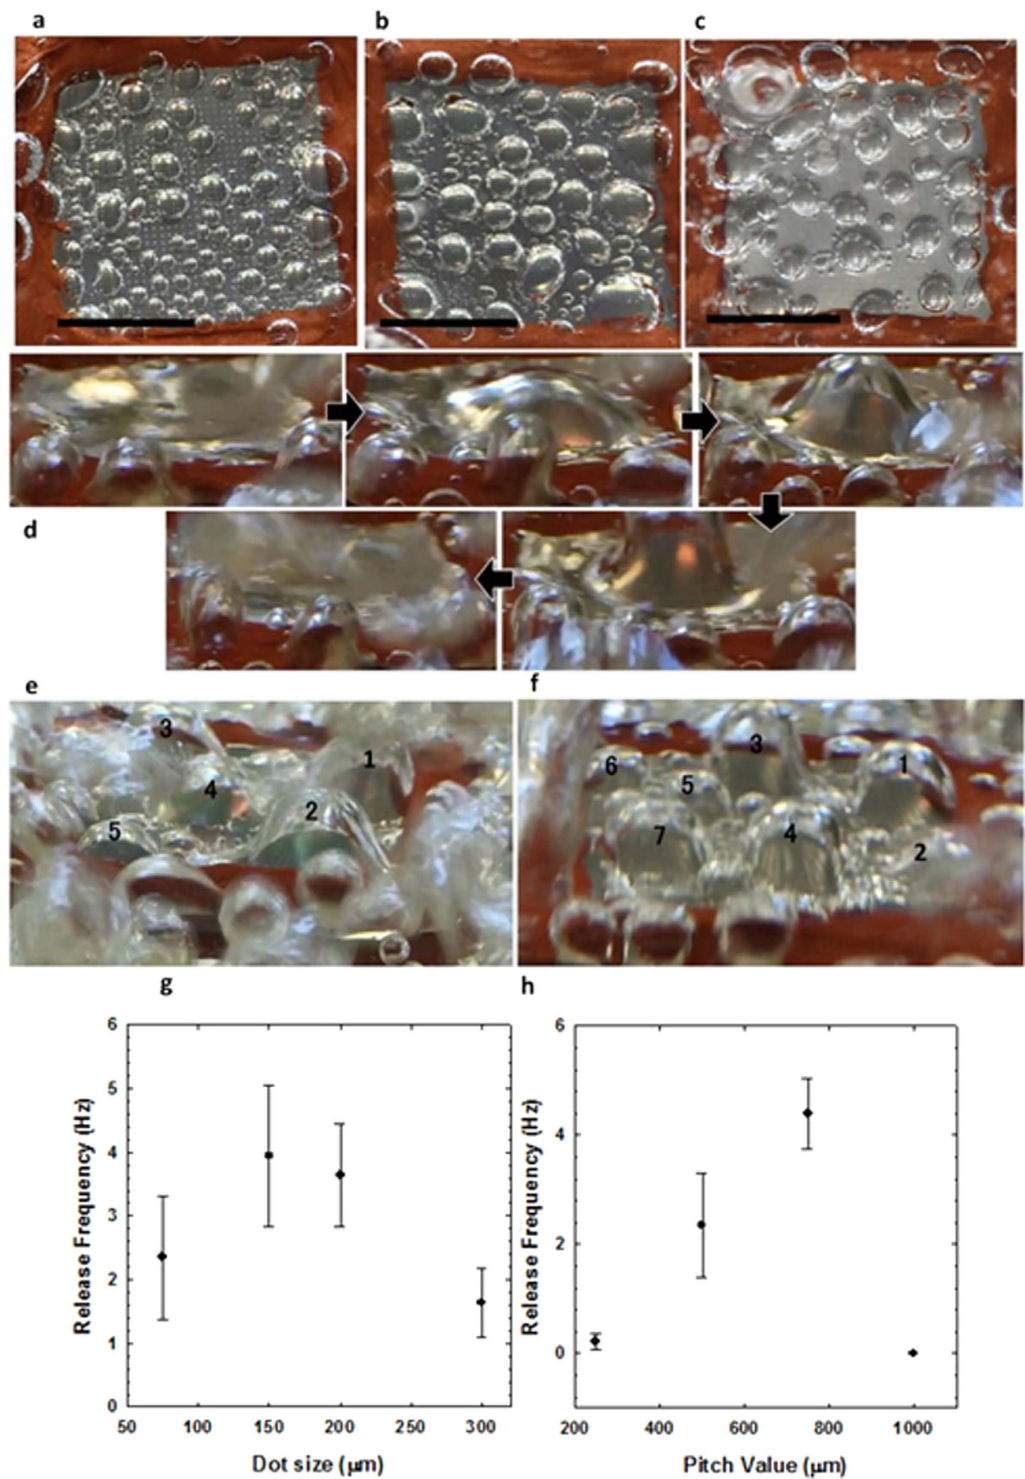 a
b
c
d
e
f
3
1
4
2
5
3
6
1
5
7
4
2
g
h
6
5
4
3
2
1
0
Release Frequency (Hz)
50 100 150 200 250 300
Dot size (µm)
6
4
2
0
Release Frequency (Hz)
200 400 600 800 1000
Pitch Value (µm)